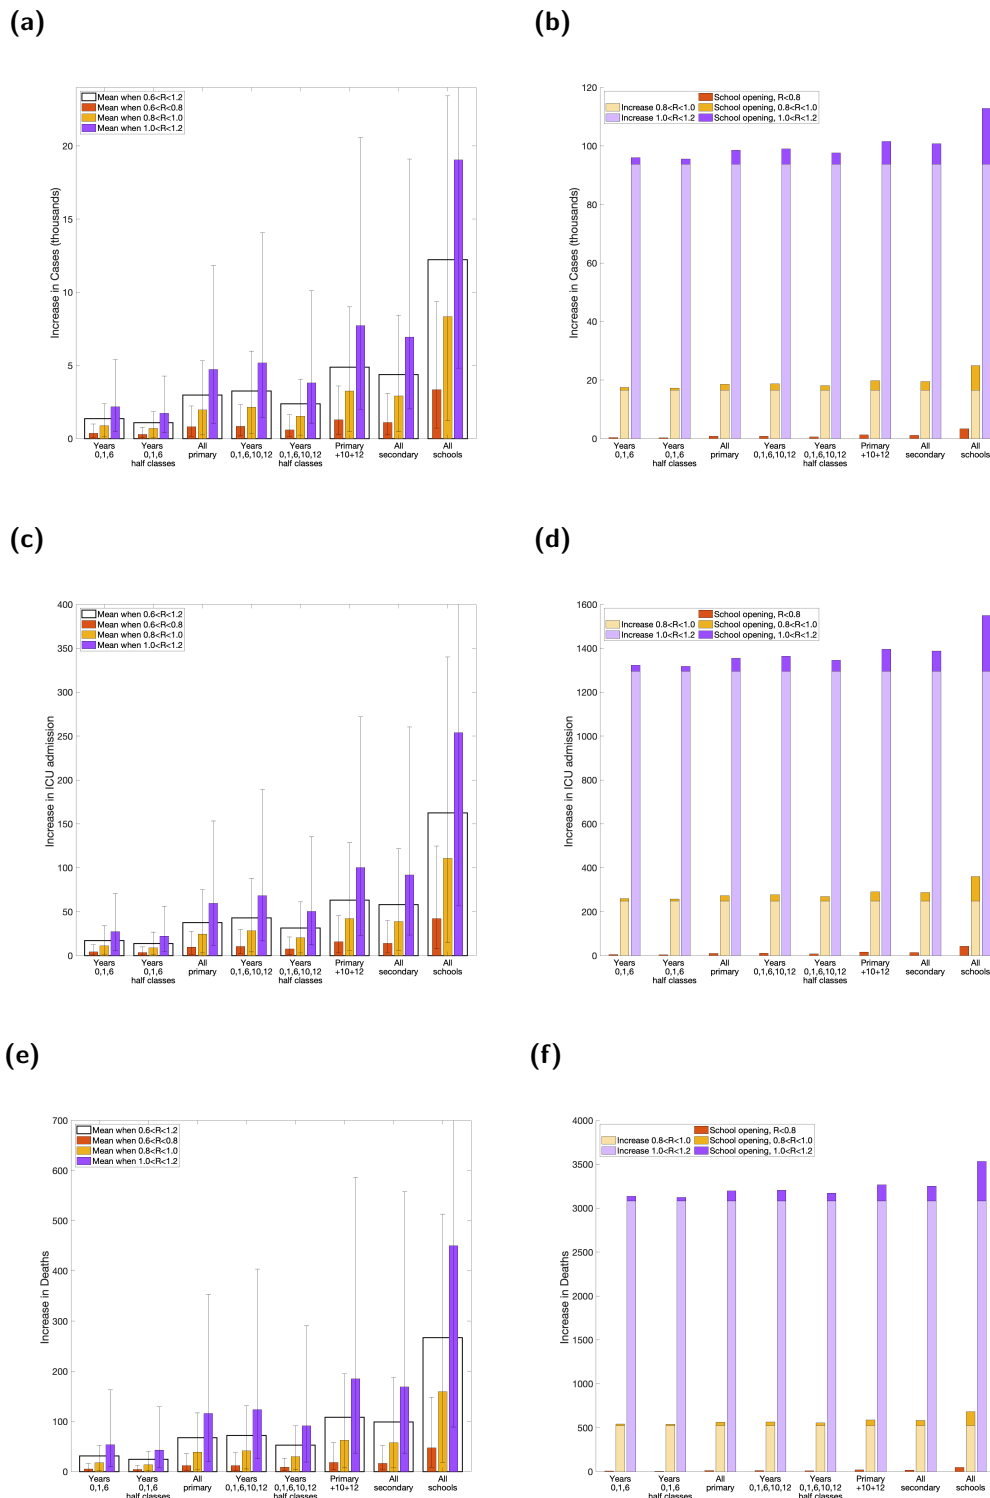 (a)
Increase in Cases (thousands)
20
15
10
5
0
Mean when 0.6<R<1.2
Mean when 0.6<R<0.8
Mean when 0.8<R<1.0
Mean when 1.0<R<1.2
Years Years All Years Years Primary All All
0,1,6 0,1,6 primary 0,1,6,10,12 0,1,6,10,12 +10+12 secondary schools
half classes half classes
(b)
Increase in Cases (thousands)
120
100
80
60
40
20
0
School opening, R<0.8
Increase 0.8<R<1.0 School opening, 0.8<R<1.0
Increase 1.0<R<1.2 School opening, 1.0<R<1.2
Years Years All Years Years Primary All All
0,1,6 0,1,6 primary 0,1,6,10,12 0,1,6,10,12 +10+12 secondary schools
half classes half classes
(c)
Increase in ICU admission
400
350
300
250
200
150
100
50
0
Mean when 0.6<R<1.2
Mean when 0.6<R<0.8
Mean when 0.8<R<1.0
Mean when 1.0<R<1.2
Years Years All Years Years Primary All All
0,1,6 0,1,6 primary 0,1,6,10,12 0,1,6,10,12 +10+12 secondary schools
half classes half classes
(d)
Increase in ICU admission
1600
1400
1200
1000
800
600
400
200
0
School opening, R<0.8
Increase 0.8<R<1.0 School opening, 0.8<R<1.0
Increase 1.0<R<1.2 School opening, 1.0<R<1.2
Years Years All Years Years Primary All All
0,1,6 0,1,6 primary 0,1,6,10,12 0,1,6,10,12 +10+12 secondary schools
half classes half classes
(e)
Increase in Deaths
700
600
500
400
300
200
100
0
Mean when 0.6<R<1.2
Mean when 0.6<R<0.8
Mean when 0.8<R<1.0
Mean when 1.0<R<1.2
Years Years All Years Years Primary All All
0,1,6 0,1,6 primary 0,1,6,10,12 0,1,6,10,12 +10+12 secondary schools
half classes half classes
(f)
Increase in Deaths
4000
3500
3000
2500
2000
1500
1000
500
0
School opening, R<0.8
Increase 0.8<R<1.0 School opening, 0.8<R<1.0
Increase 1.0<R<1.2 School opening, 1.0<R<1.2
Years Years All Years Years Primary All All
0,1,6 0,1,6 primary 0,1,6,10,12 0,1,6,10,12 +10+12 secondary schools
half classes half classes